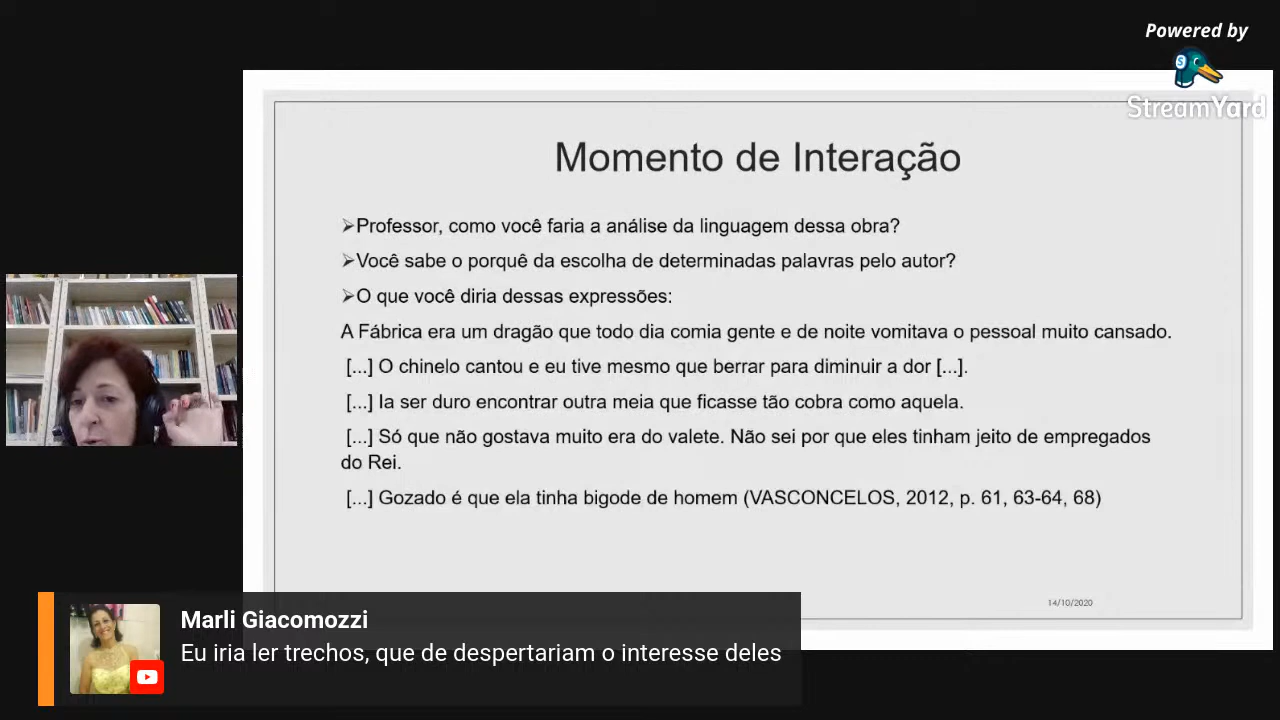 Powered by
StreamYard
Momento de Interação
➢Professor, como você faria a análise da linguagem dessa obra?
➢Você sabe o porquê da escolha de determinadas palavras pelo autor?
➢O que você diria dessas expressões:
A Fábrica era um dragão que todo dia comia gente e de noite vomitava o pessoal muito cansado.
[...] O chinelo cantou e eu tive mesmo que berrar para diminuir a dor [...].
[...] Ia ser duro encontrar outra meia que ficasse tão cobra como aquela.
[...] Só que não gostava muito era do valete. Não sei por que eles tinham jeito de empregados
do Rei.
[...] Gozado é que ela tinha bigode de homem (VASCONCELOS, 2012, p. 61, 63-64, 68)
14/10/2020
Marli Giacomozzi
Eu iria ler trechos, que de despertariam o interesse deles